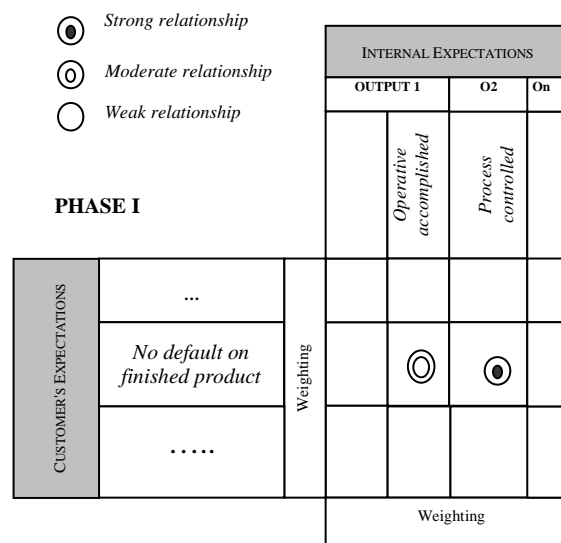 Strong relationship
Moderate relationship
Weak relationship
INTERNAL EXPECTATIONS
OUTPUT 1 O2 On
Operative
accomplished
Process
controlled
PHASE I
CUSTOMER'S EXPECTATIONS
...
No default on
finished product
.....
Weighting
Weighting